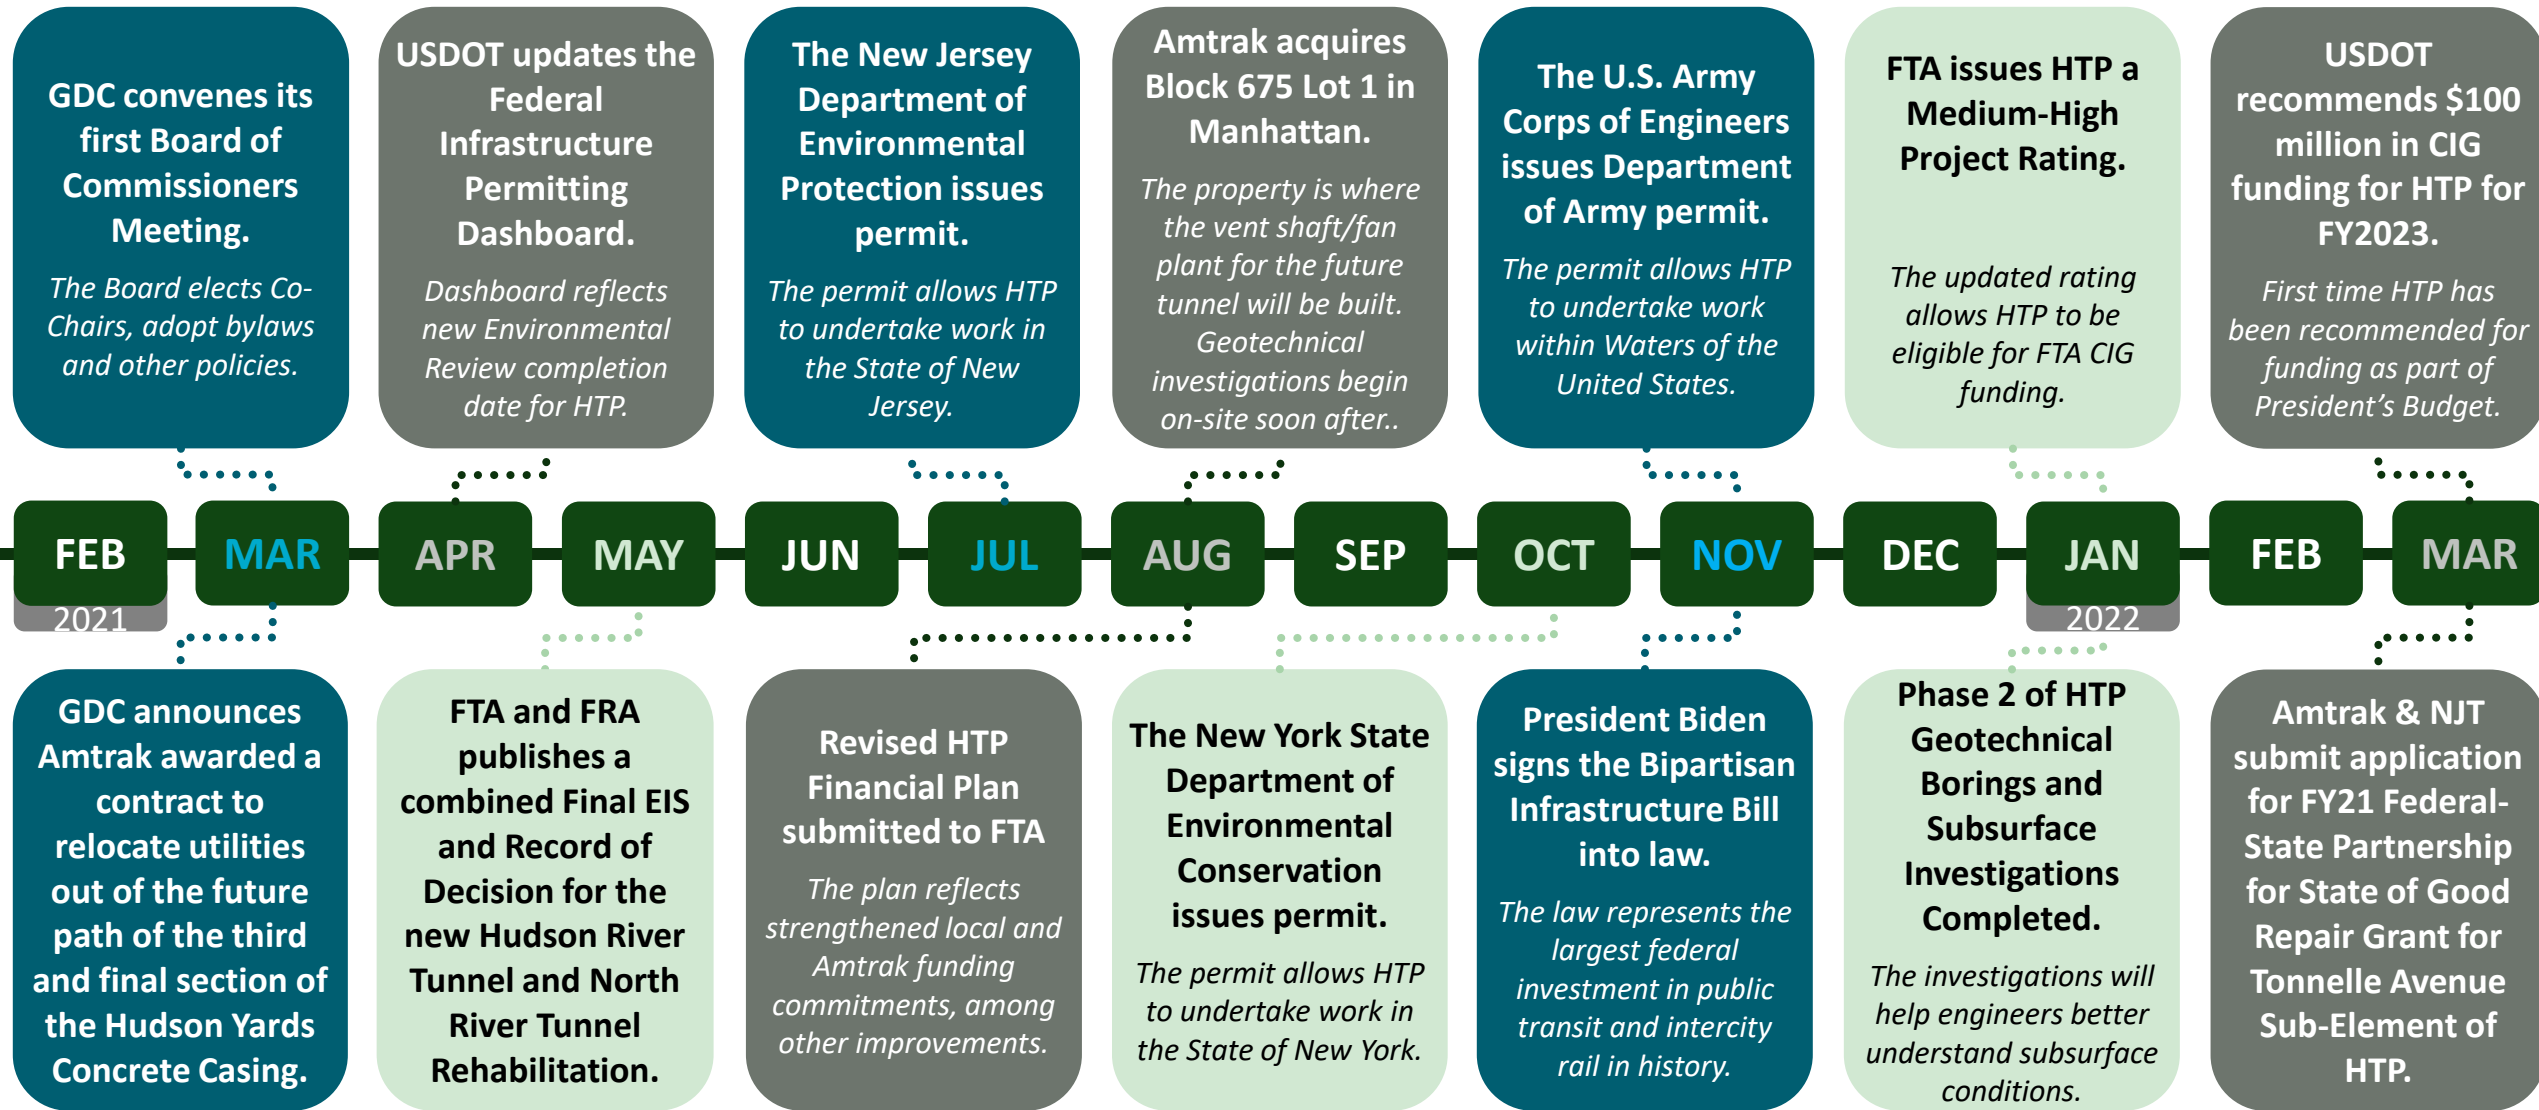 GDC convenes its
first Board of
Commissioners
Meeting.
The Board elects Co-
Chairs, adopt bylaws
and other policies.
USDOT updates the
Federal
Infrastructure
Permitting
Dashboard.
Dashboard reflects
new Environmental
Review completion
date for HTP.
The New Jersey
Department of
Environmental
Protection issues
permit.
The permit allows HTP
to undertake work in
the State of New
Jersey.
Amtrak acquires
Block 675 Lot 1 in
Manhattan.
The property is where
the vent shaft/fan
plant for the future
tunnel will be built.
Geotechnical
investigations begin
on-site soon after..
The U.S. Army
Corps of Engineers
issues Department
of Army permit.
The permit allows HTP
to undertake work
within Waters of the
United States.
FTA issues HTP a
Medium-High
Project Rating.
The updated rating
allows HTP to be
eligible for FTA CIG
funding.
USDOT
recommends $100
million in CIG
funding for HTP for
FY2023.
First time HTP has
been recommended for
funding as part of
President’s Budget.
FEB
MAR
APR
MAY
JUN
JUL
AUG
SEP
OCT
NOV
DEC
JAN
FEB
MAR
2021
2022
GDC announces
Amtrak awarded a
contract to
relocate utilities
out of the future
path of the third
and final section of
the Hudson Yards
Concrete Casing.
FTA and FRA
publishes a
combined Final EIS
and Record of
Decision for the
new Hudson River
Tunnel and North
River Tunnel
Rehabilitation.
Revised HTP
Financial Plan
submitted to FTA
The plan reflects
strengthened local and
Amtrak funding
commitments, among
other improvements.
The New York State
Department of
Environmental
Conservation
issues permit.
The permit allows HTP
to undertake work in
the State of New York.
President Biden
signs the Bipartisan
Infrastructure Bill
into law.
The law represents the
largest federal
investment in public
transit and intercity
rail in history.
Phase 2 of HTP
Geotechnical
Borings and
Subsurface
Investigations
Completed.
The investigations will
help engineers better
understand subsurface
conditions.
Amtrak & NJT
submit application
for FY21 Federal-
State Partnership
for State of Good
Repair Grant for
Tonnelle Avenue
Sub-Element of
HTP.